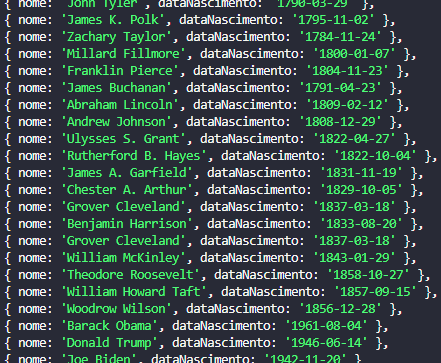 { nome: 'John Tyler', dataNascimento: '1790-03-29' },
{ nome: 'James K. Polk', dataNascimento: '1795-11-02' },
{ nome: 'Zachary Taylor', dataNascimento: '1784-11-24' },
{ nome: 'Millard Fillmore', dataNascimento: '1800-01-07' },
{ nome: 'Franklin Pierce', dataNascimento: '1804-11-23' },
{ nome: 'James Buchanan', dataNascimento: '1791-04-23' },
{ nome: 'Abraham Lincoln', dataNascimento: '1809-02-12' },
{ nome: 'Andrew Johnson', dataNascimento: '1808-12-29' },
{ nome: 'Ulysses S. Grant', dataNascimento: '1822-04-27' },
{ nome: 'Rutherford B. Hayes', dataNascimento: '1822-10-04' },
{ nome: 'James A. Garfield', dataNascimento: '1831-11-19' },
{ nome: 'Chester A. Arthur', dataNascimento: '1829-10-05' },
{ nome: 'Grover Cleveland', dataNascimento: '1837-03-18' },
{ nome: 'Benjamin Harrison', dataNascimento: '1833-08-20' },
{ nome: 'Grover Cleveland', dataNascimento: '1837-03-18' },
{ nome: 'William McKinley', dataNascimento: '1843-01-29' },
{ nome: 'Theodore Roosevelt', dataNascimento: '1858-10-27' },
{ nome: 'William Howard Taft', dataNascimento: '1857-09-15' },
{ nome: 'Woodrow Wilson', dataNascimento: '1856-12-28' },
{ nome: 'Barack Obama', dataNascimento: '1961-08-04' },
{ nome: 'Donald Trump', dataNascimento: '1946-06-14' },
{ nome: 'Joe Biden', dataNascimento: '1942-11-20' }